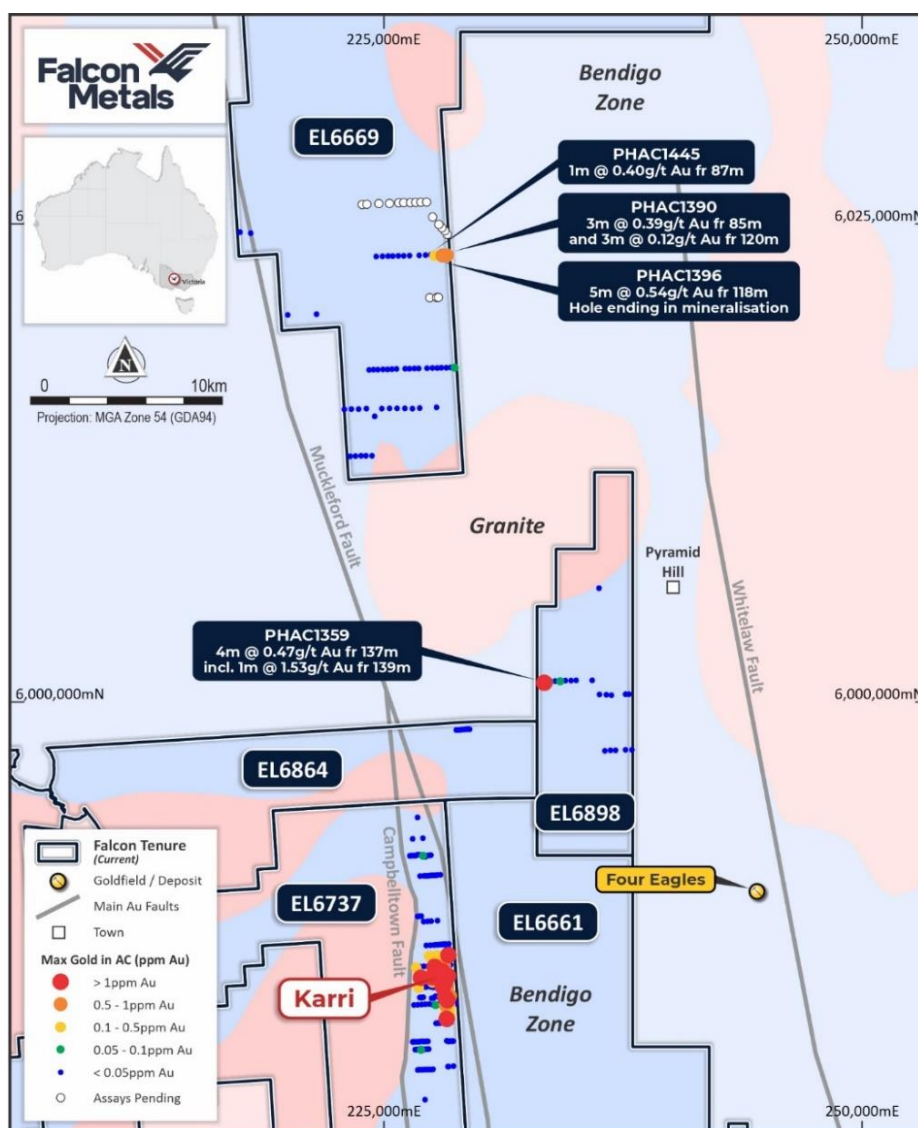 225,000mE
250,000mE
Falcon
Metals
Bendigo
Zone
EL6669
PHAC1445
1m @ 0.40g/t Au fr 87m
PHAC1390
3m @ 0.39g/t Au fr 85m
and 3m @ 0.12g/t Au fr 120m
PHAC1396
5m @ 0.54g/t Au fr 118m
Hole ending in mineralisation
6,025,000mN
Victoria
N
0
10km
Projection: MGA Zone 54 (GDA94)
Muckleford Fault
Granite
Pyramid
Hill
Whitelaw Fault
PHAC1359
4m @ 0.47g/t Au fr 137m
incl. 1m @ 1.53g/t Au fr 139m
6,000,000mN
6,000,000mN
EL6864
EL6898
Campbelltown Fault
Four Eagles
EL6737
EL6661
Karri
Bendigo
Zone
Falcon Tenure
(Current)
Goldfield / Deposit
Main Au Faults
Town
Max Gold in AC (ppm Au)
> 1ppm Au
0.5 - 1ppm Au
0.1 - 0.5ppm Au
0.05 - 0.1ppm Au
< 0.05ppm Au
Assays Pending
225,000mE
250,000mE